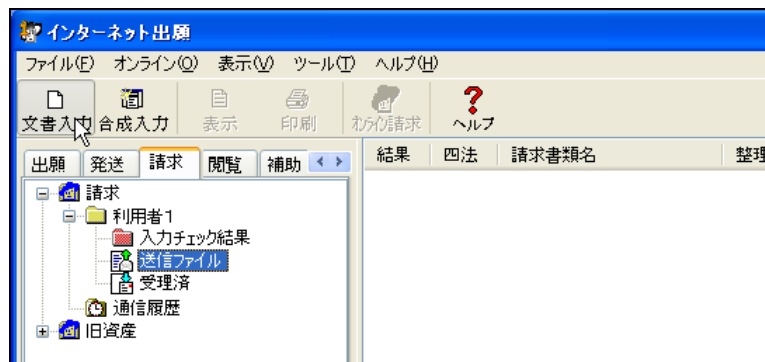 インターネット出願
ファイル(F) オンライン(O) 表示(V) ツール(T) ヘルプ(H)
文書入力 合成入力 表示 印刷 オンライン請求 ヘルプ
出願 発送 請求 閲覧 補助
結果 四法 請求書類名 整理
請求
利用者1
入力チェック結果
送信ファイル
受理済
通信履歴
旧資産